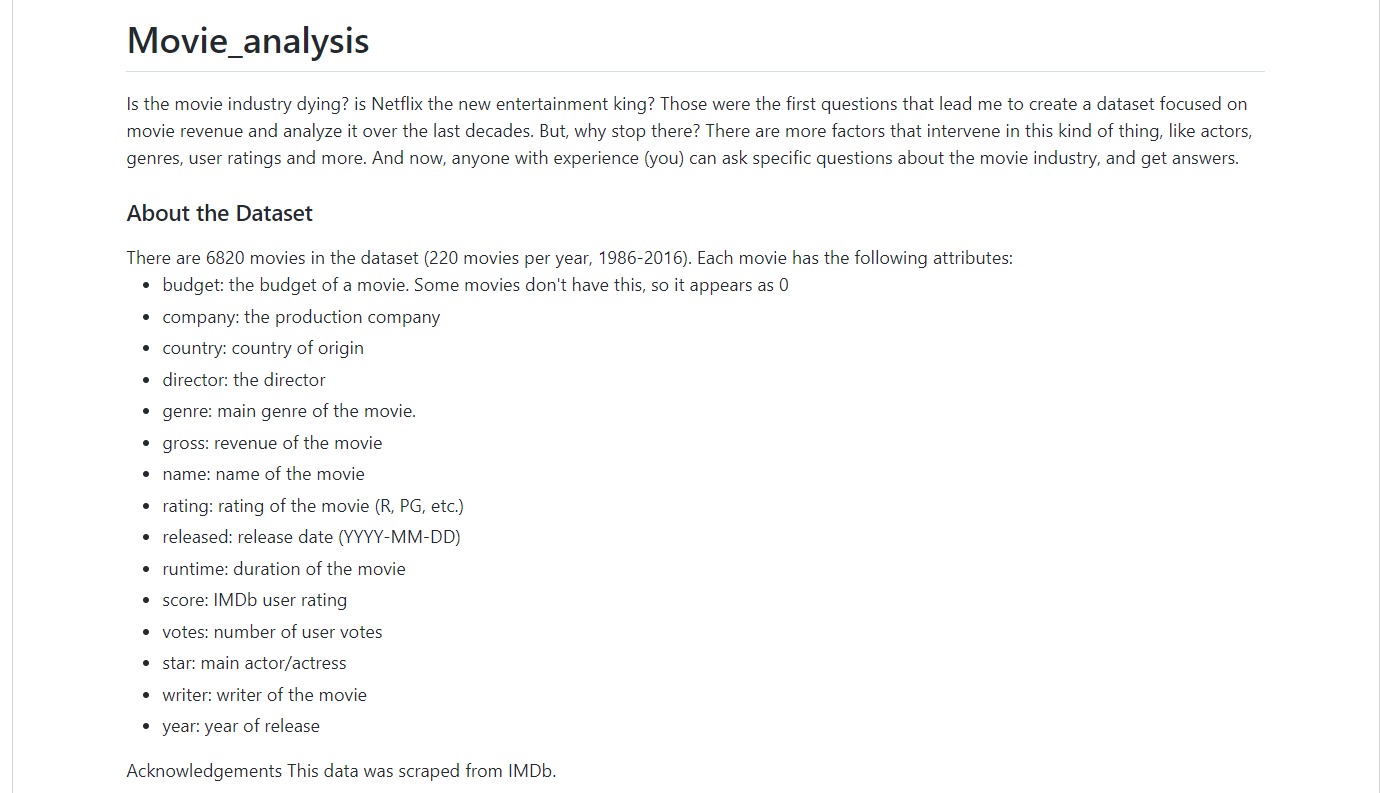 Movie_analysis
Is the movie industry dying? is Netflix the new entertainment king? Those were the first questions that lead me to create a dataset focused on
movie revenue and analyze it over the last decades. But, why stop there? There are more factors that intervene in this kind of thing, like actors,
genres, user ratings and more. And now, anyone with experience (you) can ask specific questions about the movie industry, and get answers.
About the Dataset
There are 6820 movies in the dataset (220 movies per year, 1986-2016). Each movie has the following attributes:
• budget: the budget of a movie. Some movies don't have this, so it appears as 0
• company: the production company
• country: country of origin
• director: the director
• genre: main genre of the movie.
• gross: revenue of the movie
• name: name of the movie
• rating: rating of the movie (R, PG, etc.)
• released: release date (YYYY-MM-DD)
• runtime: duration of the movie
• score: IMDb user rating
• votes: number of user votes
• star: main actor/actress
• writer: writer of the movie
• year: year of release
Acknowledgements This data was scraped from IMDb.